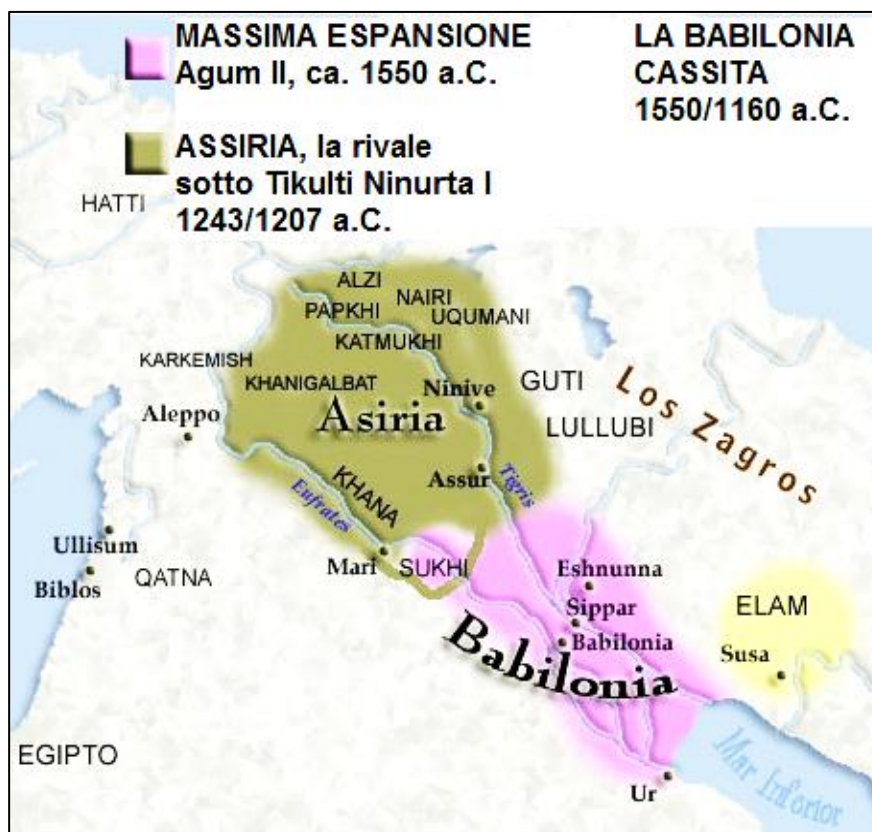 MASSIMA ESPANSIONE
Agum II, ca. 1550 a.C.
LA BABILONIA
CASSITA
1550/1160 a.C.
ASSIRIA, la rivale
sotto Tikulti Ninurta I
1243/1207 a.C.
HATTI
ALZI
NAIRI
PAPKHI
UQUMANI
KATMUKHI
KARKEMISH
KHANIGALBAT
Ninive
GUTI
Los Zagros
Aleppo
Asiria
LULLUBI
Assur
Tigris
KHANA
Eufrates
Ullisum
Mari
SUKHI
Eshnunna
Biblos
QATNA
Sippar
ELAM
Babilonia
Babilonia
Susa
EGIPTO
Mar Inferior
Ur